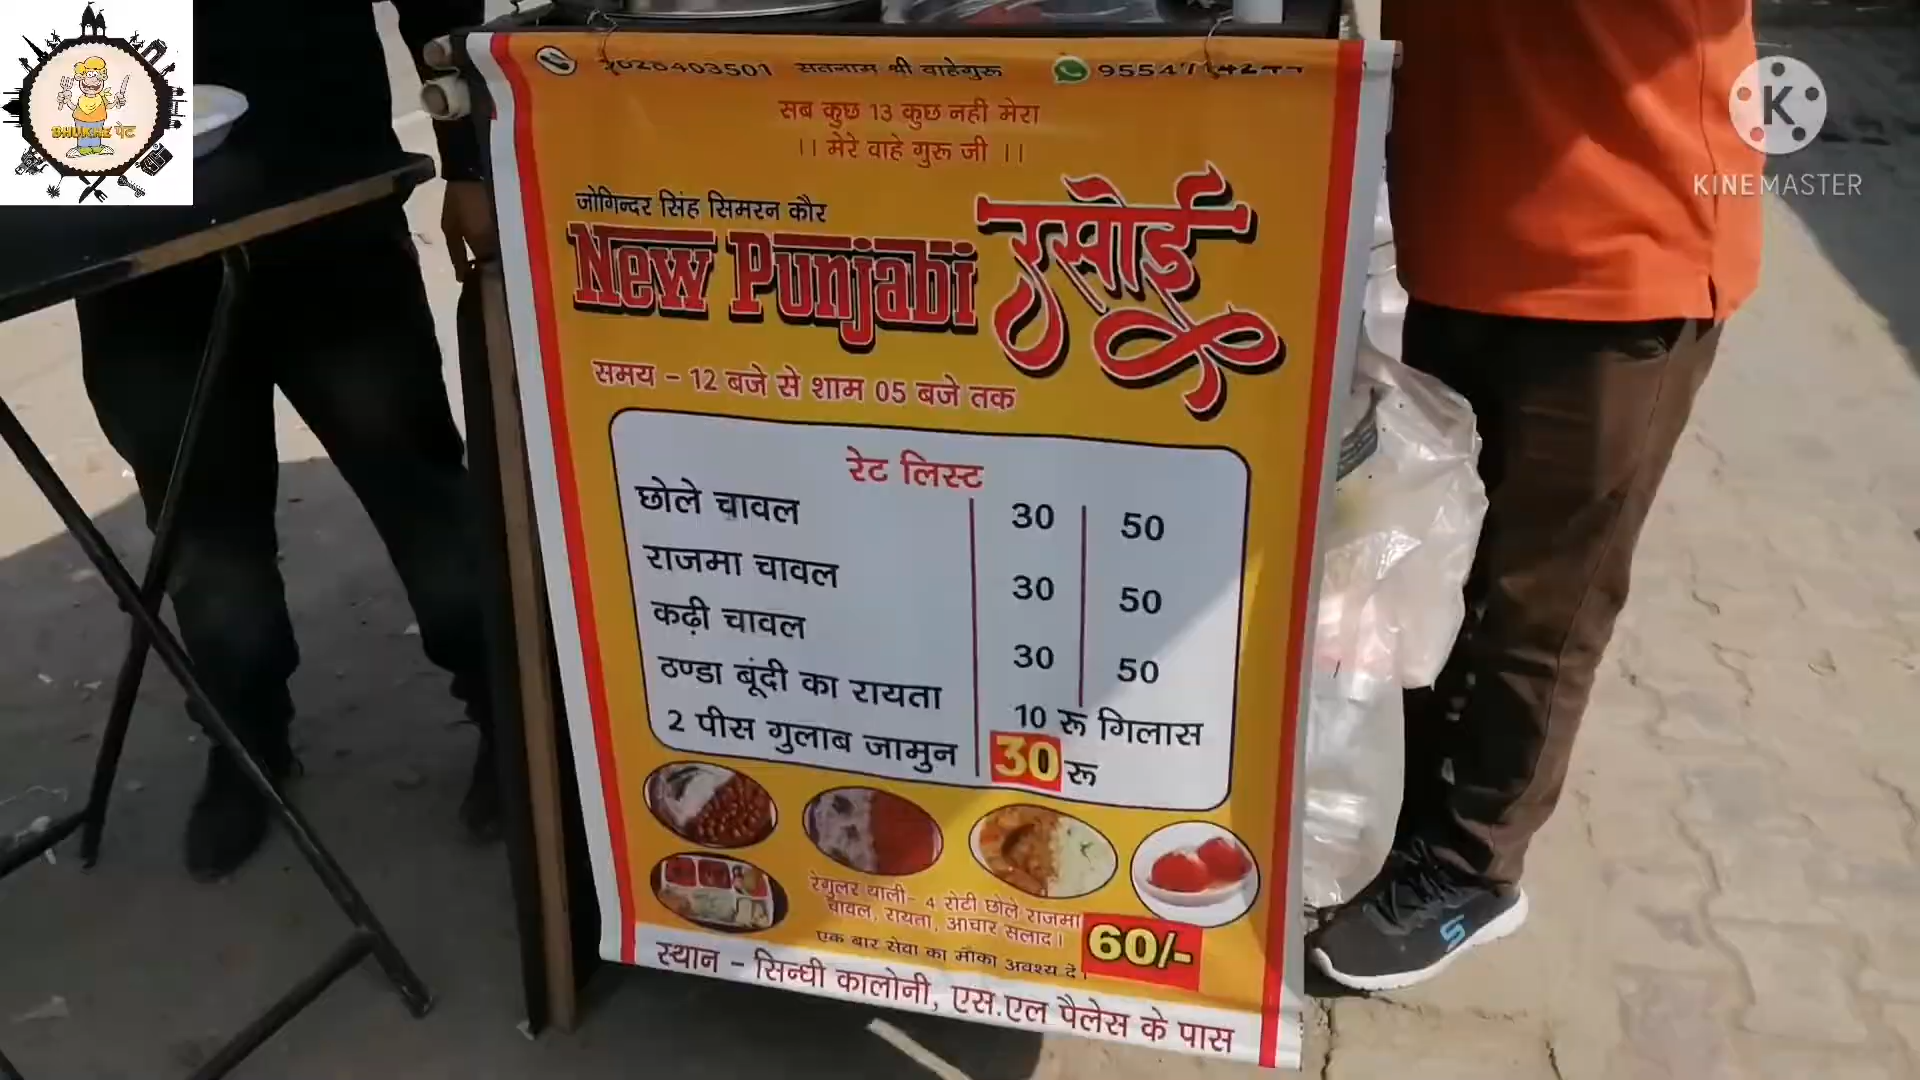 BHUKHE पेट
KINEMASTER
सतनाम श्री वाहेगुरू
सब कुछ 13 कुछ नही मेरा
।। मेरे वाहे गुरू जी ।।
जोगिन्दर सिंह सिमरन कौर
New Punjabi रसोई
समय - 12 बजे से शाम 05 बजे तक
रेट लिस्ट
छोले चावल 30 50
राजमा चावल 30 50
कढ़ी चावल 30 50
ठण्डा बूंदी का रायता 10 रू गिलास
2 पीस गुलाब जामुन 30 रू
रेगुलर थाली- 4 रोटी छोले राजमा
चावल, रायता, आचार सलाद।
60/-
एक बार सेवा का मौका अवश्य दें।
स्थान - सिन्धी कालोनी, एस.एल पैलेस के पास